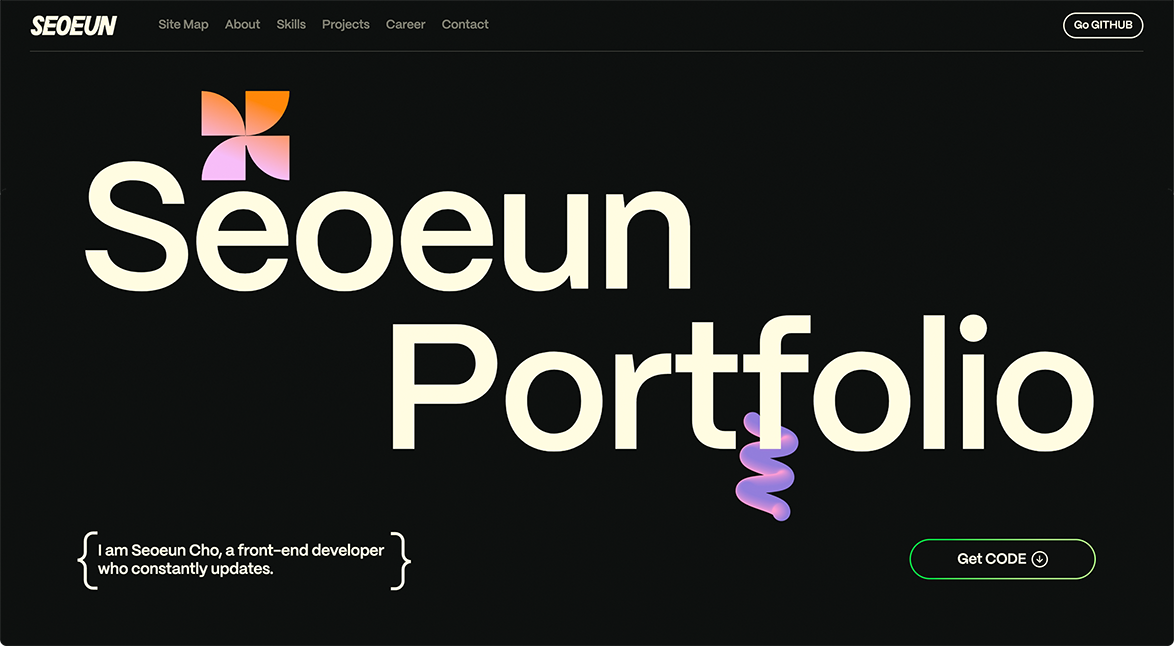 SEOEUN
Site Map About Skills Projects Career Contact
Go GITHUB
Seoeun
Portfolio
{ I am Seoeun Cho, a front-end developer
who constantly updates. }
Get CODE